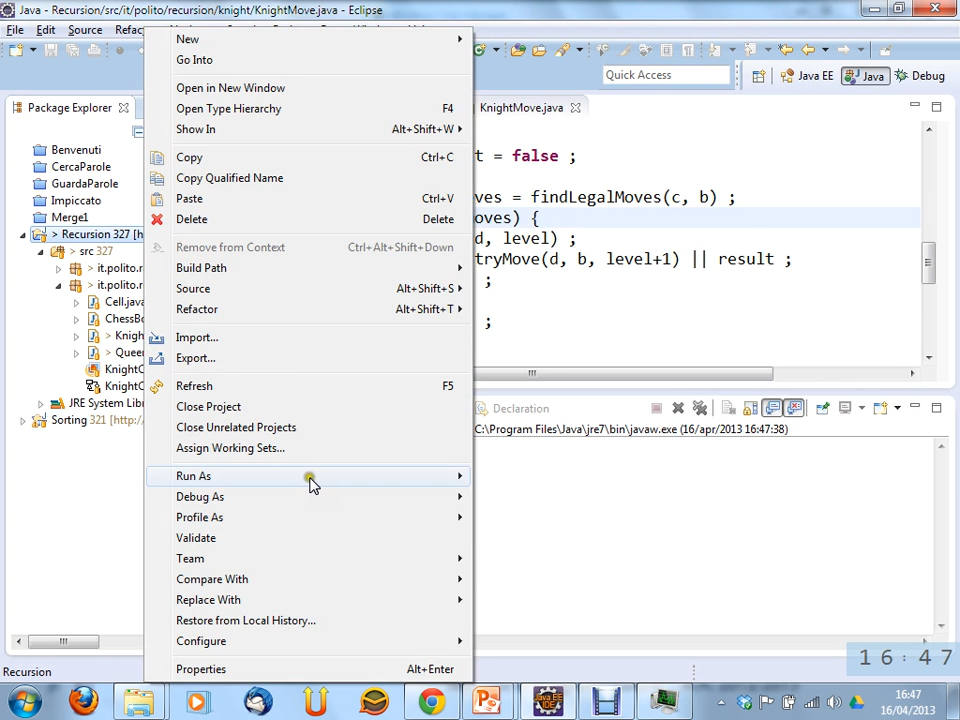 Java - Recursion/src/it/polito/recursion/knight/KnightMove.java - Eclipse
File Edit Source Refac
Quick Access
Java EE Java Debug
Package Explorer
KnightMove.java
Benvenuti
CercaParole
GuardaParole
Impiccato
Merge1
> Recursion 327 [h
> src 327
it.polito.r
it.polito.r
Cell.java
ChessBo
> Knigh
> Quee
KnightC
KnightC
JRE System Libr
Sorting 321 [http:/
New
Go Into
Open in New Window
Open Type Hierarchy F4
Show In Alt+Shift+W
Copy Ctrl+C
Copy Qualified Name
Paste Ctrl+V
Delete Delete
Remove from Context Ctrl+Alt+Shift+Down
Build Path
Source Alt+Shift+S
Refactor Alt+Shift+T
Import...
Export...
Refresh F5
Close Project
Close Unrelated Projects
Assign Working Sets...
Run As
Debug As
Profile As
Validate
Team
Compare With
Replace With
Restore from Local History...
Configure
Properties Alt+Enter
t = false ;
ves = findLegalMoves(c, b) ;
oves) {
d, level) ;
tryMove(d, b, level+1) || result ;
;
;
Declaration
C:\Program Files\Java\jre7\bin\javaw.exe (16/apr/2013 16:47:38)
Recursion
16:47
16:47
16/04/2013